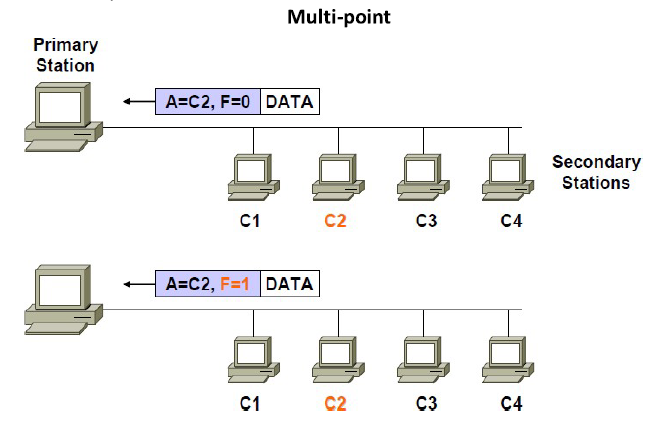 Multi-point
Primary
Station
A=C2, F=0 DATA
Secondary
Stations
C1 C2 C3 C4
A=C2, F=1 DATA
C1 C2 C3 C4